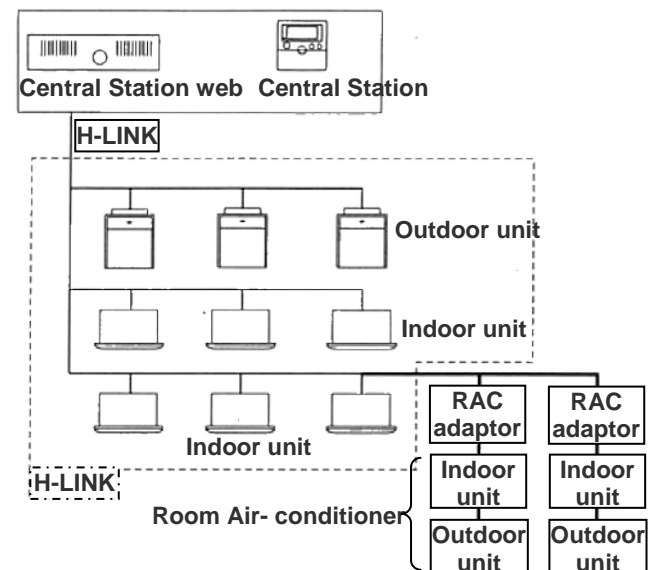 Central Station web Central Station
H-LINK
Outdoor unit
Indoor unit
RAC
adaptor
RAC
adaptor
Indoor unit
H-LINK
Indoor
unit
Indoor
unit
Room Air- conditioner
Outdoor
unit
Outdoor
unit